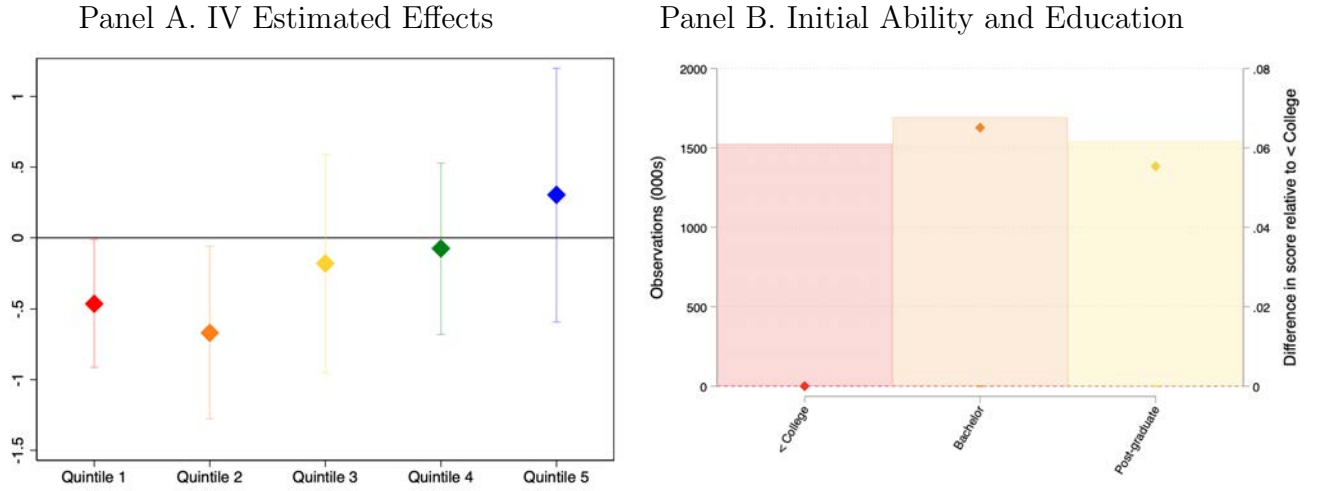 Panel A. IV Estimated Effects
1
.5
0
-.5
-1
-1.5
Quintile 1 Quintile 2 Quintile 3 Quintile 4 Quintile 5
Panel B. Initial Ability and Education
Observations (000s)
2000
1500
1000
500
0
.08
.06
.04
.02
0
Difference in score relative to < College
< College
Bachelor
Post-graduate